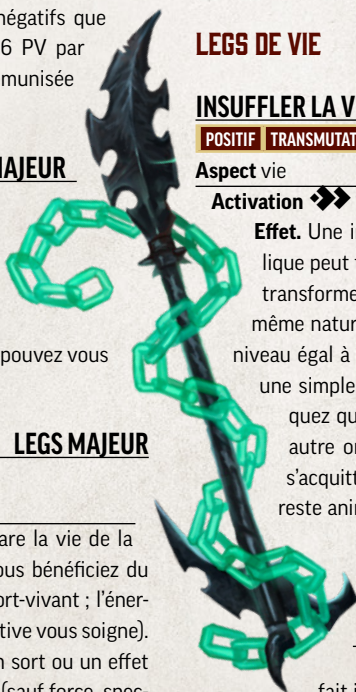 négatifs que
6 PV par
munisée
MAJEUR
pouvez vous
LEGS MAJEUR
are la vie de la
ous bénéficiez du
ort-vivant ; l'éner-
tive vous soigne).
n sort ou un effet
(sauf force, spec-
LEGS DE VIE
INSUFFLER LA V
POSITIF TRANSMUTAT
Aspect vie
Activation
Effet. Une i
lique peut
transforme
même natur
niveau égal à
une simple
quez qu
autre o
s'acquitt
reste ani
fait i